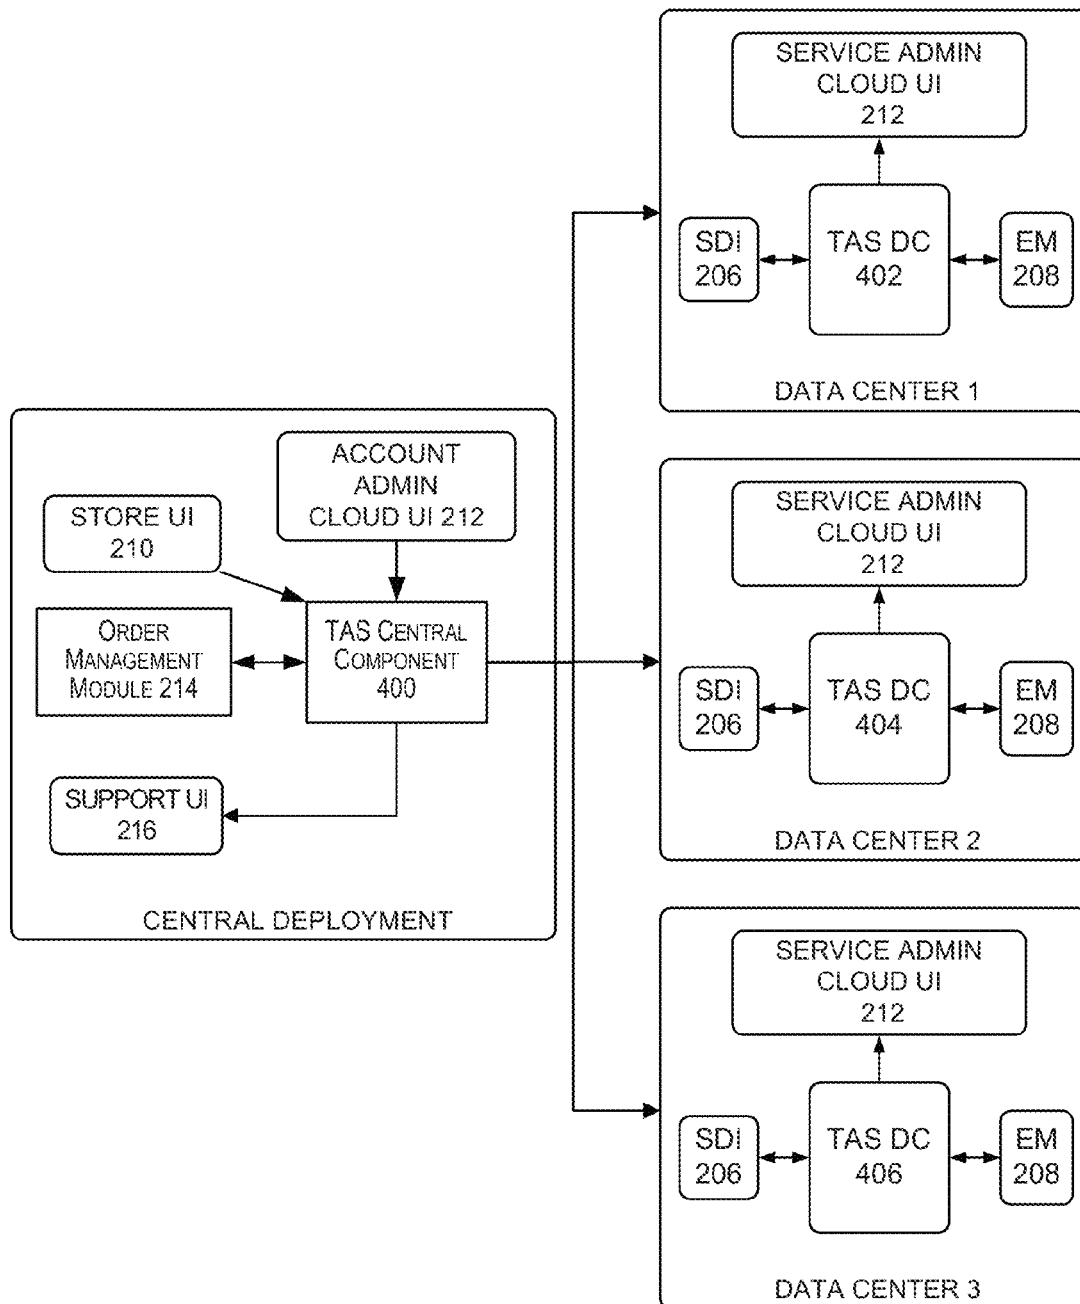 SERVICE ADMIN
CLOUD UI
212
SDI
206
TAS DC
402
EM
208
DATA CENTER 1
ACCOUNT
ADMIN
CLOUD UI 212
STORE UI
210
ORDER
MANAGEMENT
MODULE 214
TAS CENTRAL
COMPONENT
400
SUPPORT UI
216
CENTRAL DEPLOYMENT
SERVICE ADMIN
CLOUD UI
212
SDI
206
TAS DC
404
EM
208
DATA CENTER 2
SERVICE ADMIN
CLOUD UI
212
SDI
206
TAS DC
406
EM
208
DATA CENTER 3